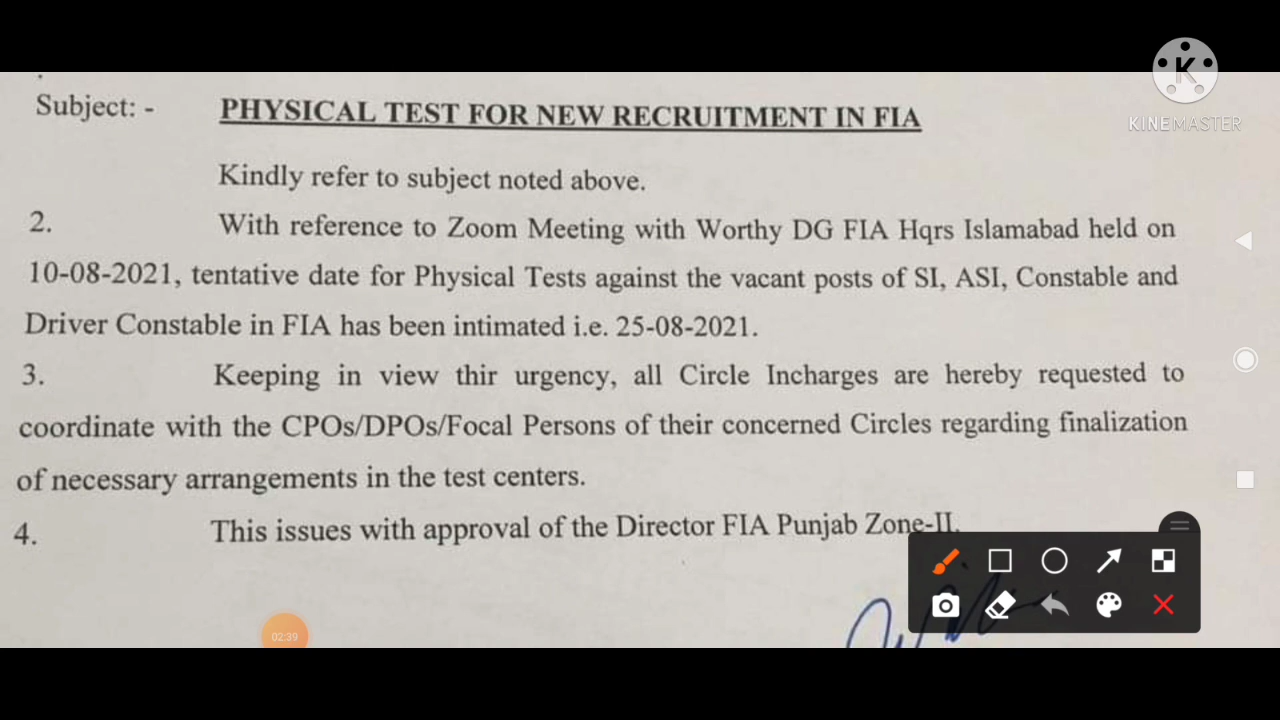 KINEMASTER
Subject: - PHYSICAL TEST FOR NEW RECRUITMENT IN FIA
Kindly refer to subject noted above.
2. With reference to Zoom Meeting with Worthy DG FIA Hqrs Islamabad held on
10-08-2021, tentative date for Physical Tests against the vacant posts of SI, ASI, Constable and
Driver Constable in FIA has been intimated i.e. 25-08-2021.
3. Keeping in view thir urgency, all Circle Incharges are hereby requested to
coordinate with the CPOs/DPOs/Focal Persons of their concerned Circles regarding finalization
of necessary arrangements in the test centers.
4. This issues with approval of the Director FIA Punjab Zone-II.
02:39